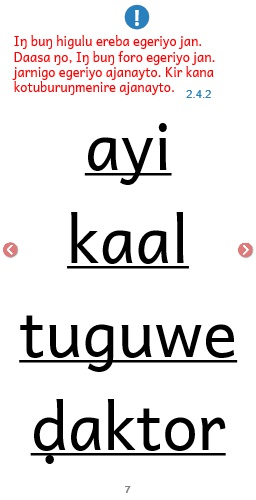 !
Iŋ buŋ higulu ereba egeriyo jan.
Daasa ŋo, Iŋ buŋ foro egeriyo jan.
jarnigo egeriyo ajanayto. Kir kana
kotuburuŋmenire ajanayto. 2.4.2
ayi
kaal
tuguwe
ḍaktor
7